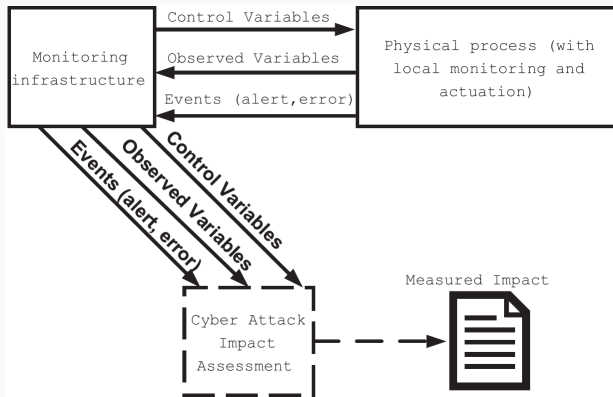 Control Variables
Monitoring
infrastructure
Observed Variables
Events (alert,error)
Physical process (with
local monitoring and
actuation)
Events (alert, error)
Observed Variables
Control Variables
Cyber Attack
Impact
Assessment
Measured Impact